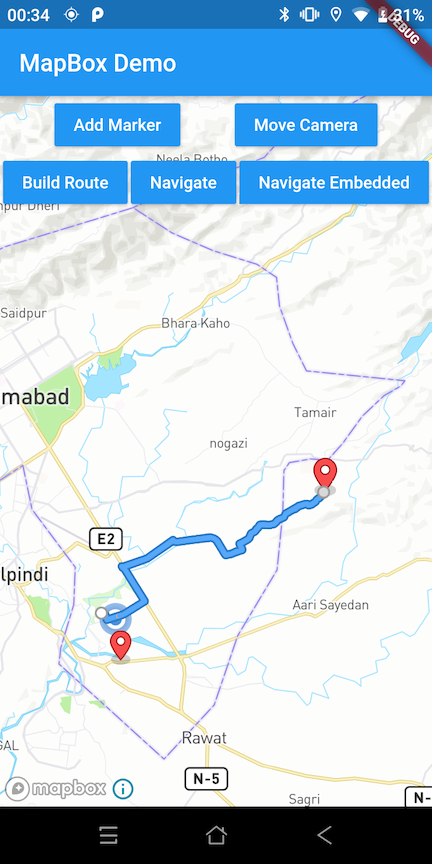 00:34
31%
DEBUG
MapBox Demo
Add Marker
Move Camera
Neela Botho
Build Route
Navigate
Navigate Embedded
npur Dheri
Saidpur
Bhara Kaho
mabad
Tamair
nogazi
E2
lpindi
Aari Sayedan
Rawat
GAL
N-5
mapbox
Sagri
N-